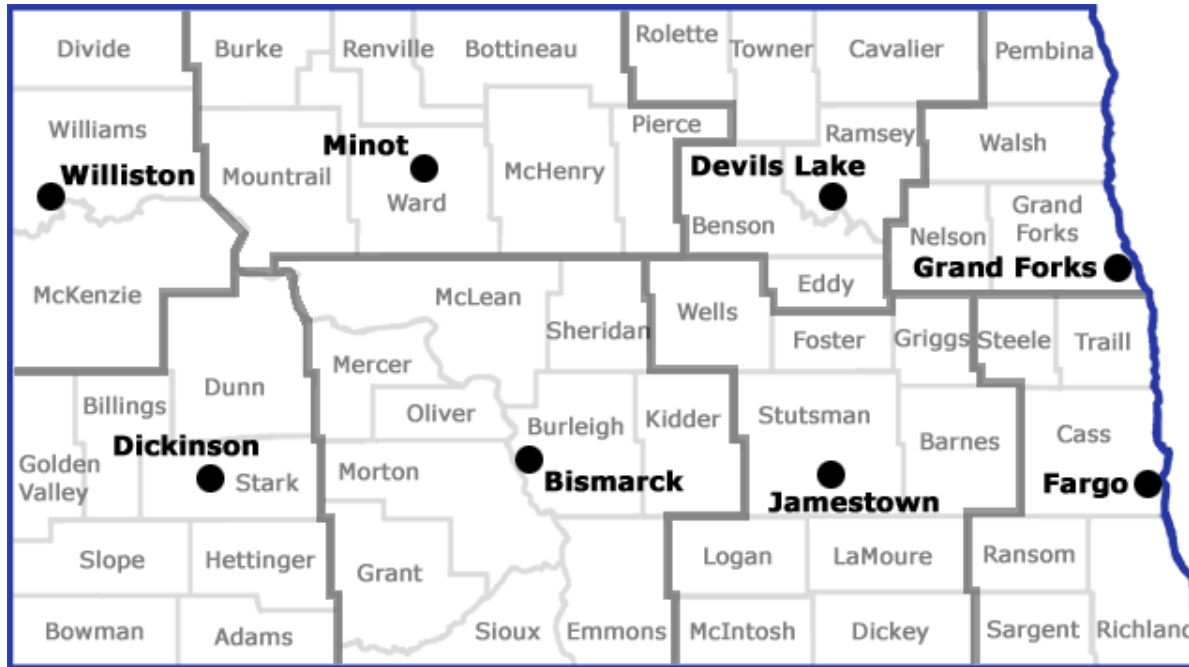 Divide
Burke
Renville
Bottineau
Rolette
Towner
Cavalier
Pembina
Williams
Williston
Mountrail
Minot
Ward
McHenry
Pierce
Devils Lake
Ramsey
Walsh
Benson
Nelson
Grand
Forks
Grand Forks
McKenzie
McLean
Sheridan
Wells
Eddy
Foster
Griggs
Steele
Traill
Mercer
Oliver
Dunn
Billings
Dickinson
Golden
Valley
Stark
Morton
Burleigh
Bismarck
Kidder
Stutsman
Jamestown
Barnes
Cass
Fargo
Slope
Hettinger
Grant
Logan
LaMoure
Ransom
Bowman
Adams
Sioux
Emmons
McIntosh
Dickey
Sargent
Richland